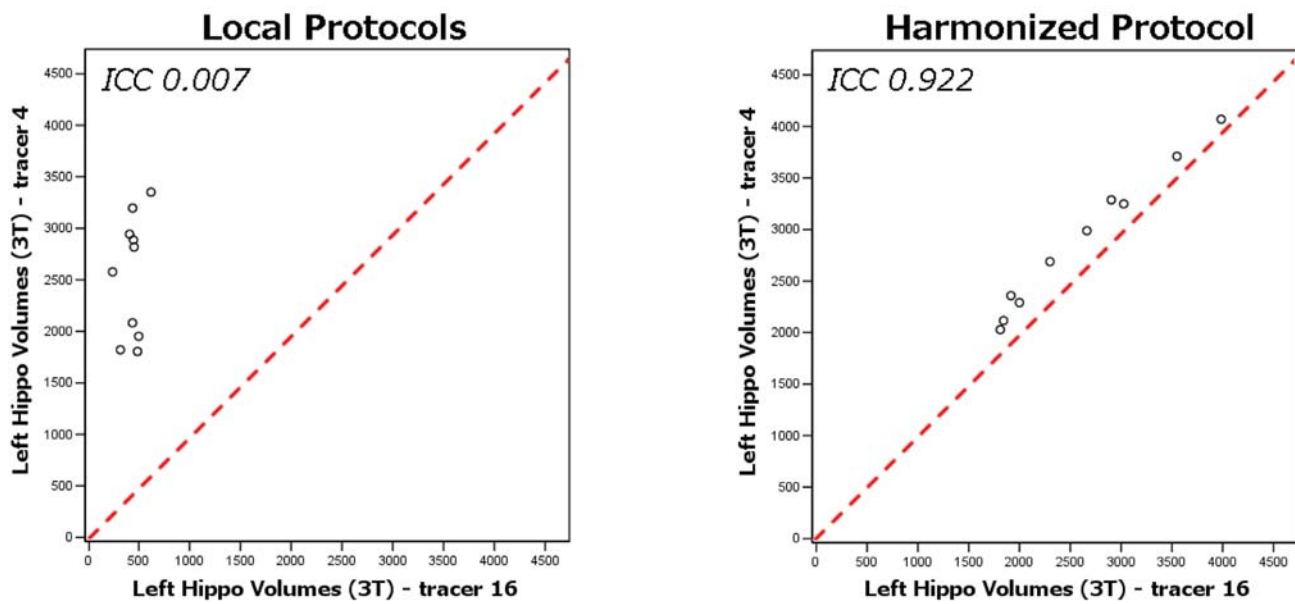 Local Protocols
ICC 0.007
Left Hippo Volumes (3T) - tracer 4
4500
4000
3500
3000
2500
2000
1500
1000
500
0
0 500 1000 1500 2000 2500 3000 3500 4000 4500
Left Hippo Volumes (3T) - tracer 16
Harmonized Protocol
ICC 0.922
Left Hippo Volumes (3T) - tracer 4
4500
4000
3500
3000
2500
2000
1500
1000
500
0
0 500 1000 1500 2000 2500 3000 3500 4000 4500
Left Hippo Volumes (3T) - tracer 16